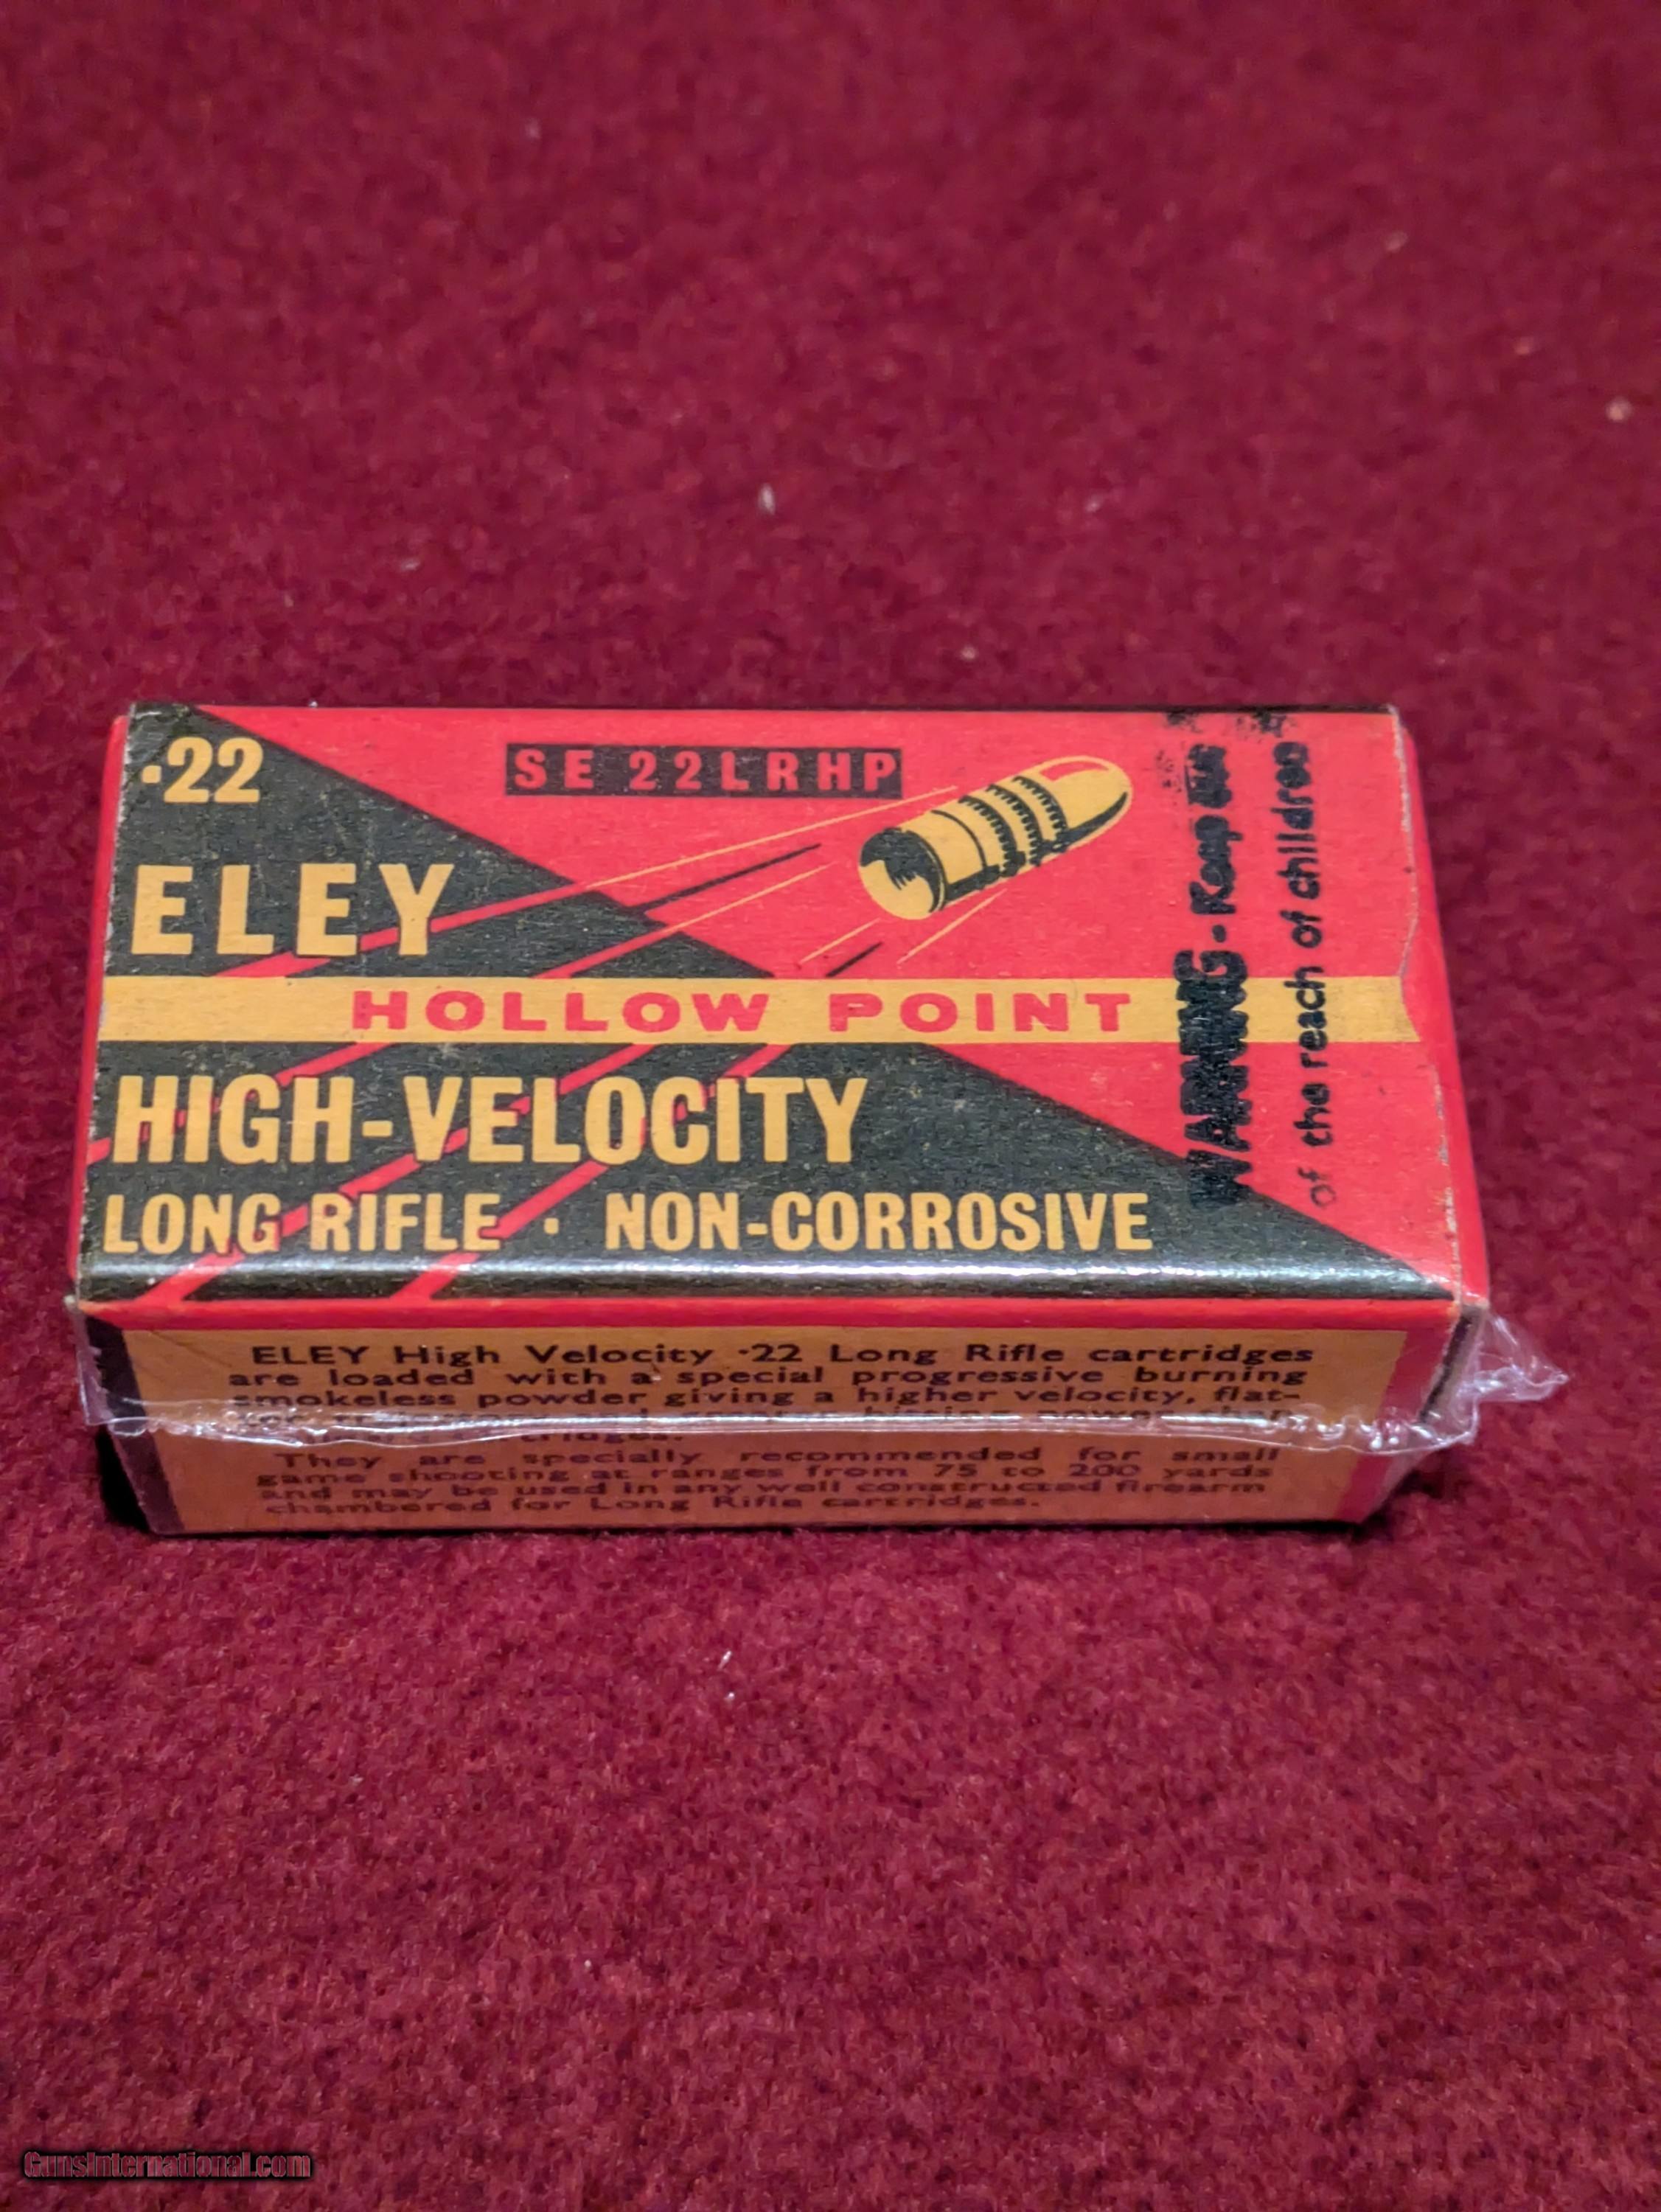 ·22
SE 22LRHP
ELEY
HOLLOW POINT
HIGH-VELOCITY
LONG RIFLE · NON-CORROSIVE
WARNING - Keep out
of the reach of children
ELEY High Velocity ·22 Long Rifle cartridges
are loaded with a special progressive burning
smokeless powder giving a higher velocity, flat-
They are specially recommended for small
game shooting at ranges from 75 to 200 yards
and may be used in any well constructed firearm
chambered for Long Rifle cartridges.
GunsInternational.com